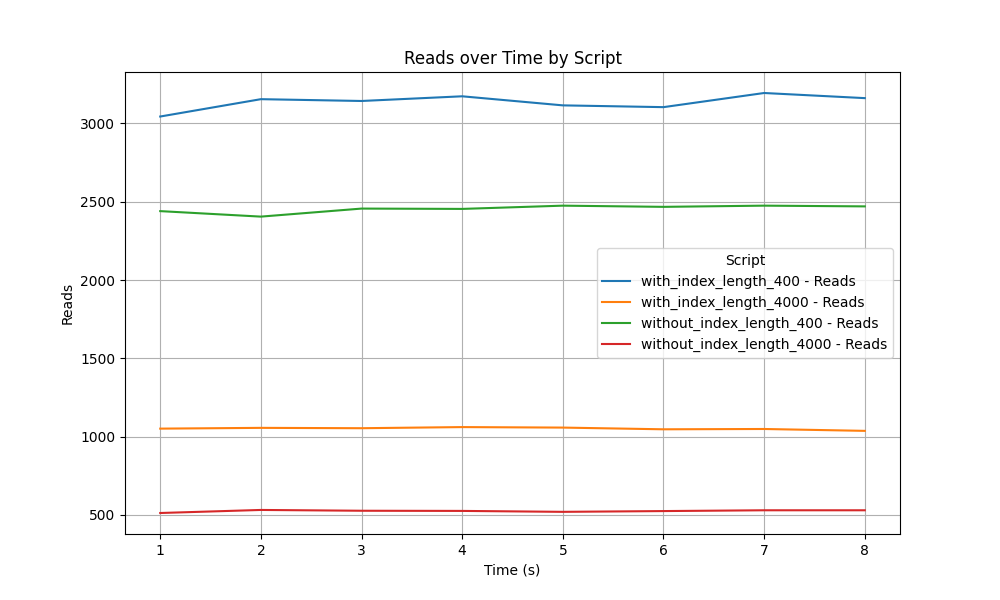 Reads over Time by Script
Reads
3000
2500
2000
1500
1000
500
Script
with_index_length_400 - Reads
with_index_length_4000 - Reads
without_index_length_400 - Reads
without_index_length_4000 - Reads
1 2 3 4 5 6 7 8
Time (s)